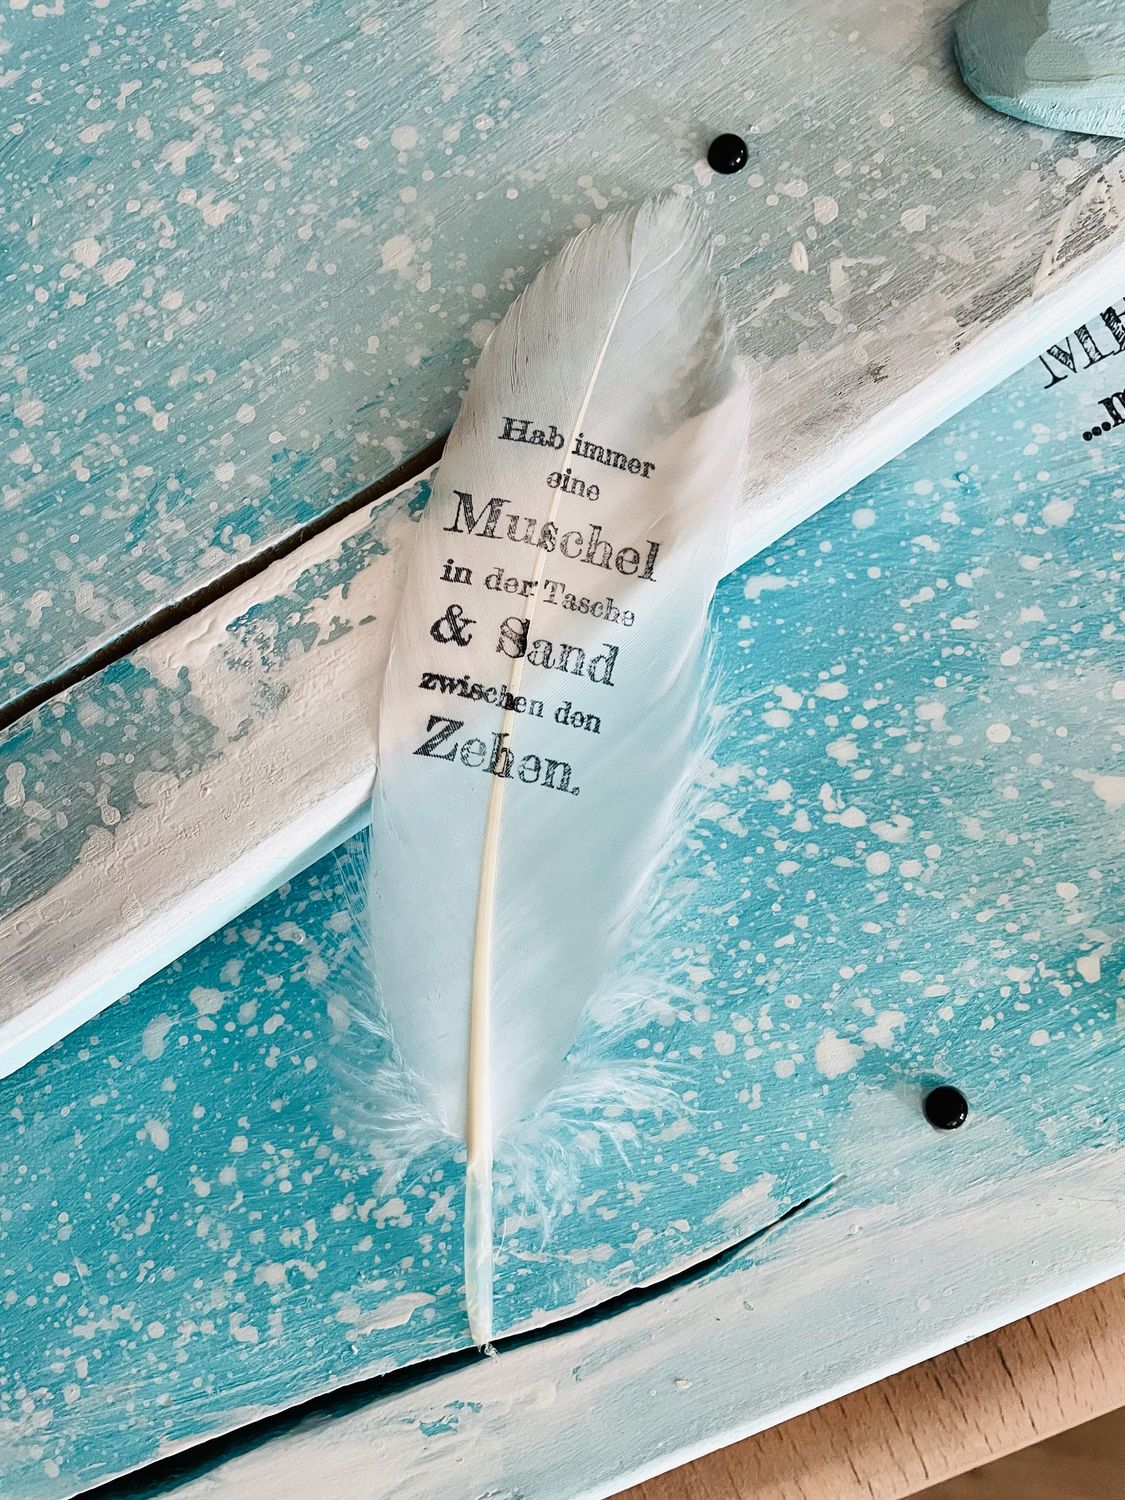 Hab immer
eine
Muschel
in der Tasche
& Sand
zwischen den
Zehen.